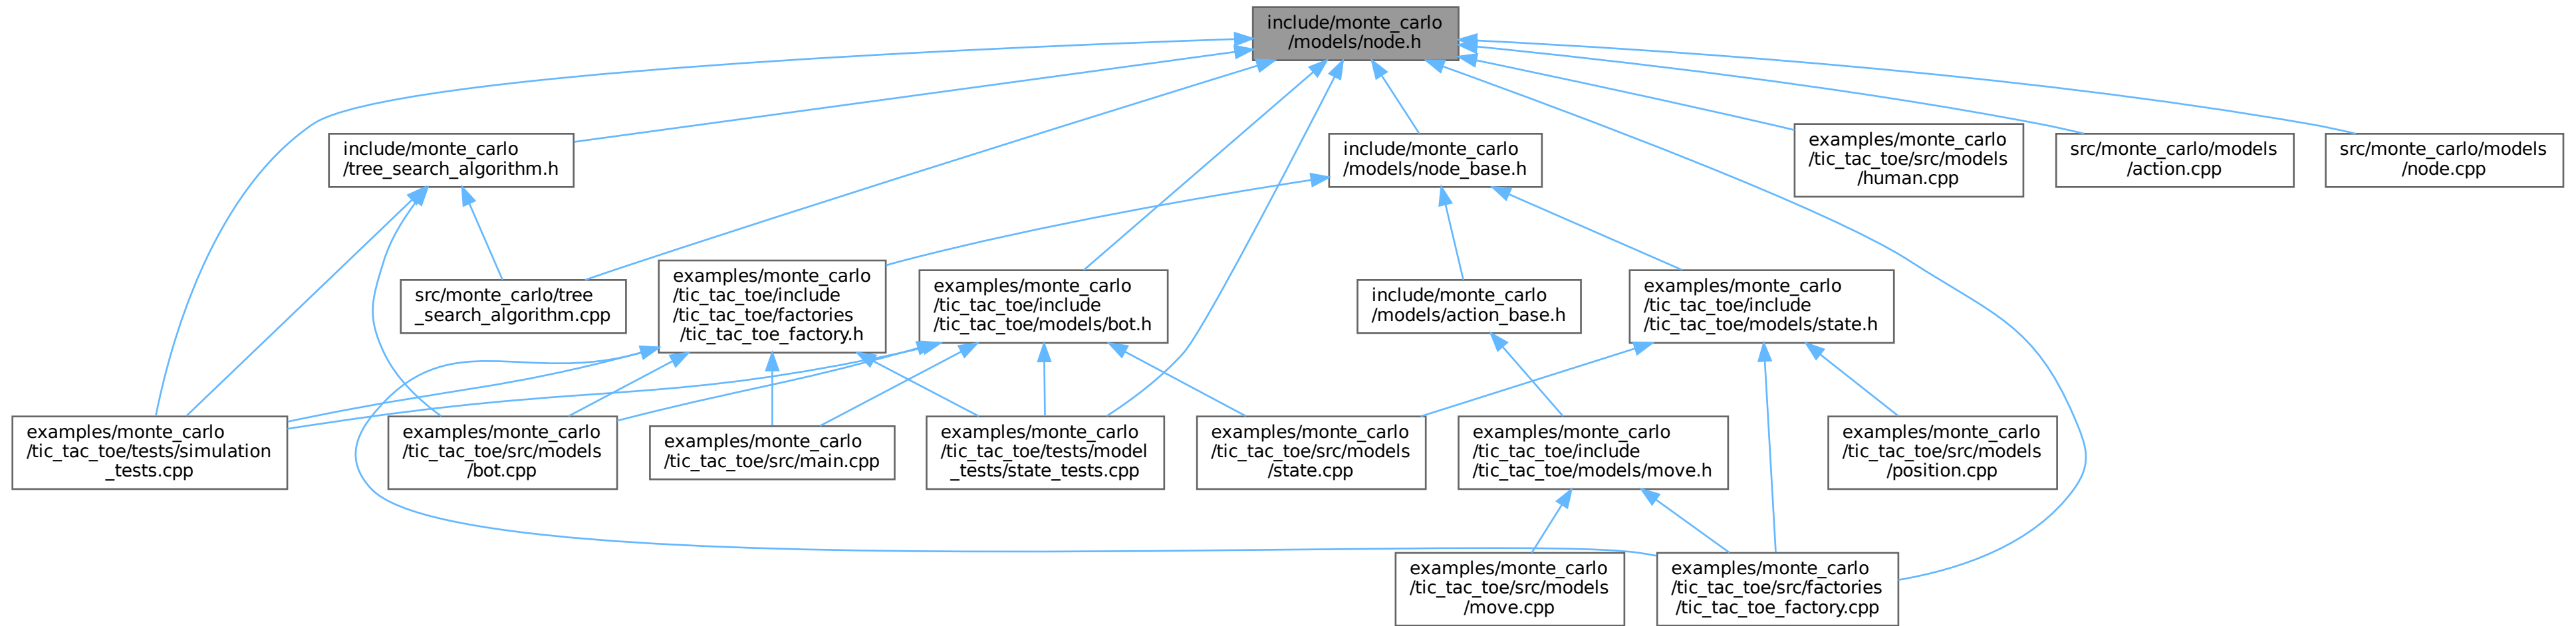 include/monte_carlo
/models/node.h
include/monte_carlo
/tree_search_algorithm.h
include/monte_carlo
/models/node_base.h
examples/monte_carlo
/tic_tac_toe/src/models
/human.cpp
src/monte_carlo/models
/action.cpp
src/monte_carlo/models
/node.cpp
src/monte_carlo/tree
_search_algorithm.cpp
examples/monte_carlo
/tic_tac_toe/include
/tic_tac_toe/factories
/tic_tac_toe_factory.h
examples/monte_carlo
/tic_tac_toe/include
/tic_tac_toe/models/bot.h
include/monte_carlo
/models/action_base.h
examples/monte_carlo
/tic_tac_toe/include
/tic_tac_toe/models/state.h
examples/monte_carlo
/tic_tac_toe/tests/simulation
_tests.cpp
examples/monte_carlo
/tic_tac_toe/src/models
/bot.cpp
examples/monte_carlo
/tic_tac_toe/src/main.cpp
examples/monte_carlo
/tic_tac_toe/tests/model
_tests/state_tests.cpp
examples/monte_carlo
/tic_tac_toe/src/models
/state.cpp
examples/monte_carlo
/tic_tac_toe/include
/tic_tac_toe/models/move.h
examples/monte_carlo
/tic_tac_toe/src/models
/position.cpp
examples/monte_carlo
/tic_tac_toe/src/models
/move.cpp
examples/monte_carlo
/tic_tac_toe/src/factories
/tic_tac_toe_factory.cpp